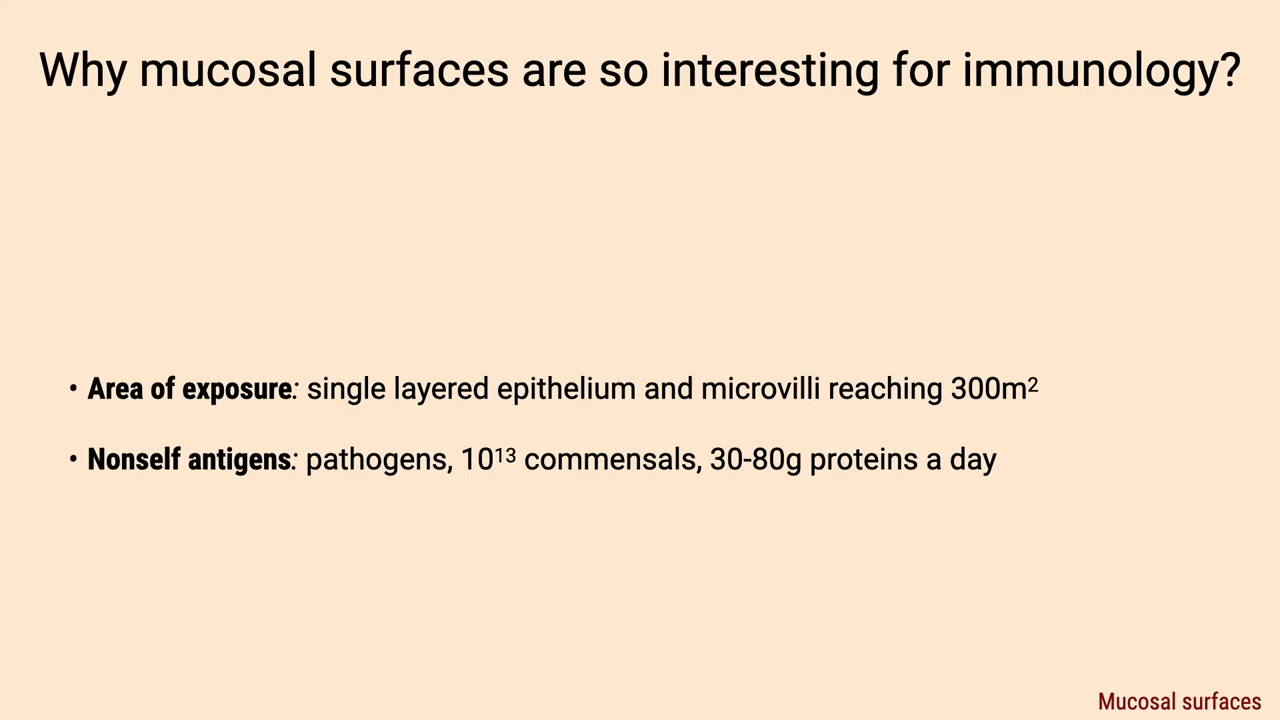 Why mucosal surfaces are so interesting for immunology?
• Area of exposure: single layered epithelium and microvilli reaching 300m²
• Nonself antigens: pathogens, 10¹³ commensals, 30-80g proteins a day
Mucosal surfaces